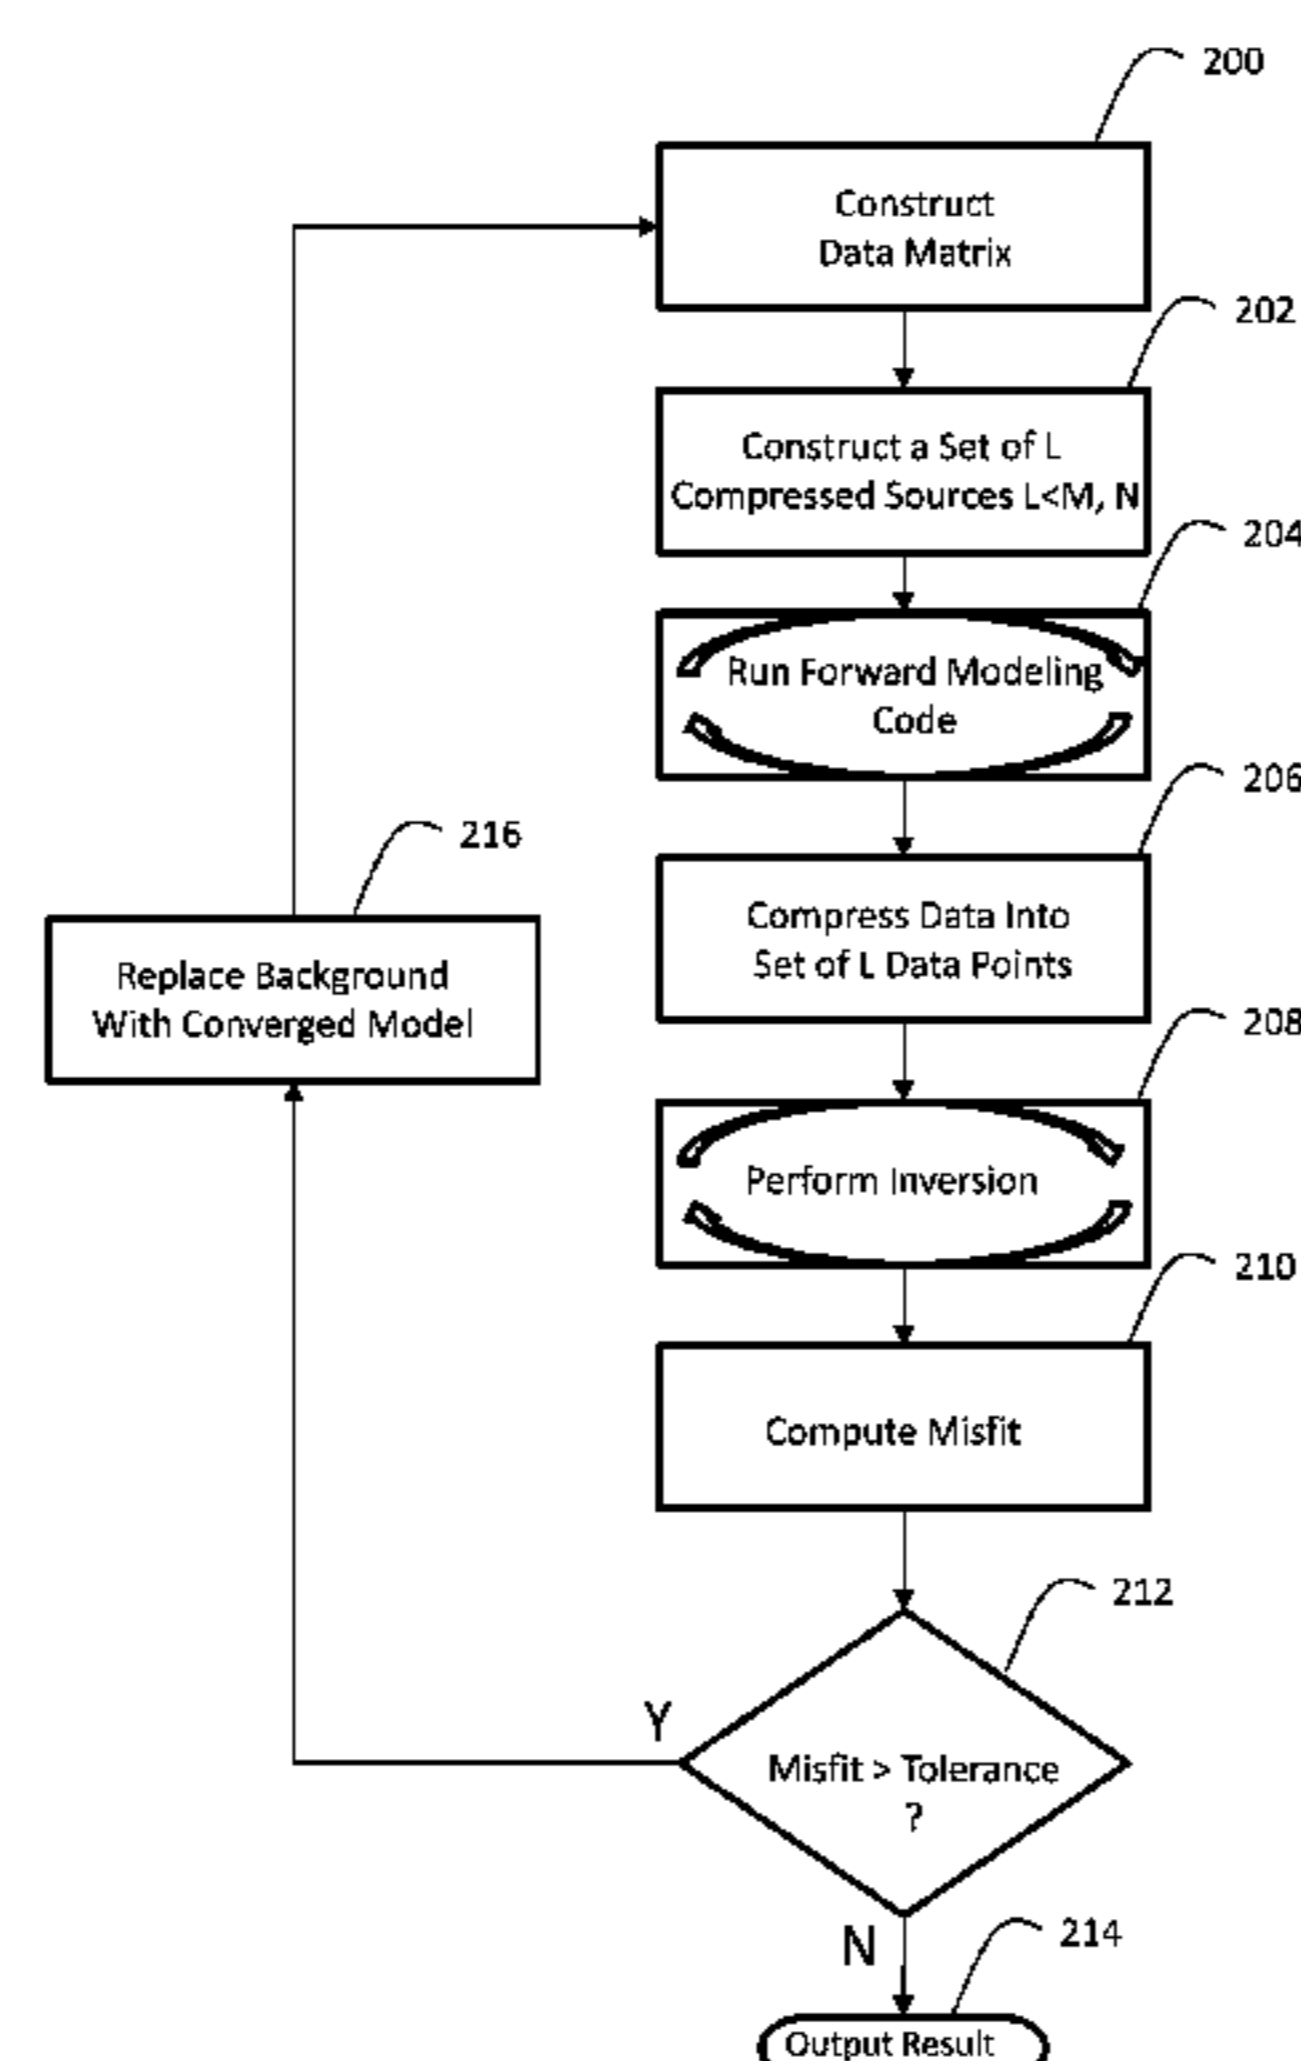 200
Construct
Data Matrix
202
Construct a Set of L
Compressed Sources L<M, N
204
Run Forward Modeling
Code
206
Compress Data Into
Set of L Data Points
216
Replace Background
With Converged Model
208
Perform Inversion
210
Compute Misfit
212
Y
Misfit > Tolerance
?
N
214
Output Result